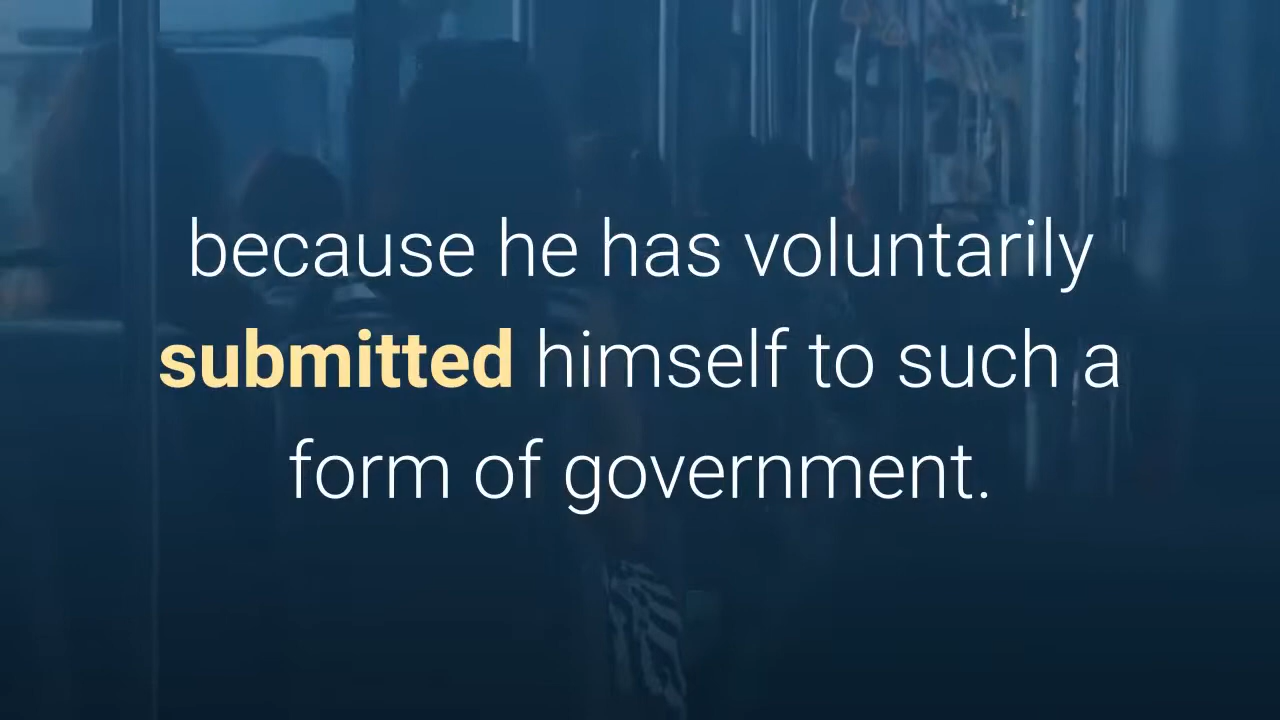 because he has voluntarily
submitted himself to such a
form of government.